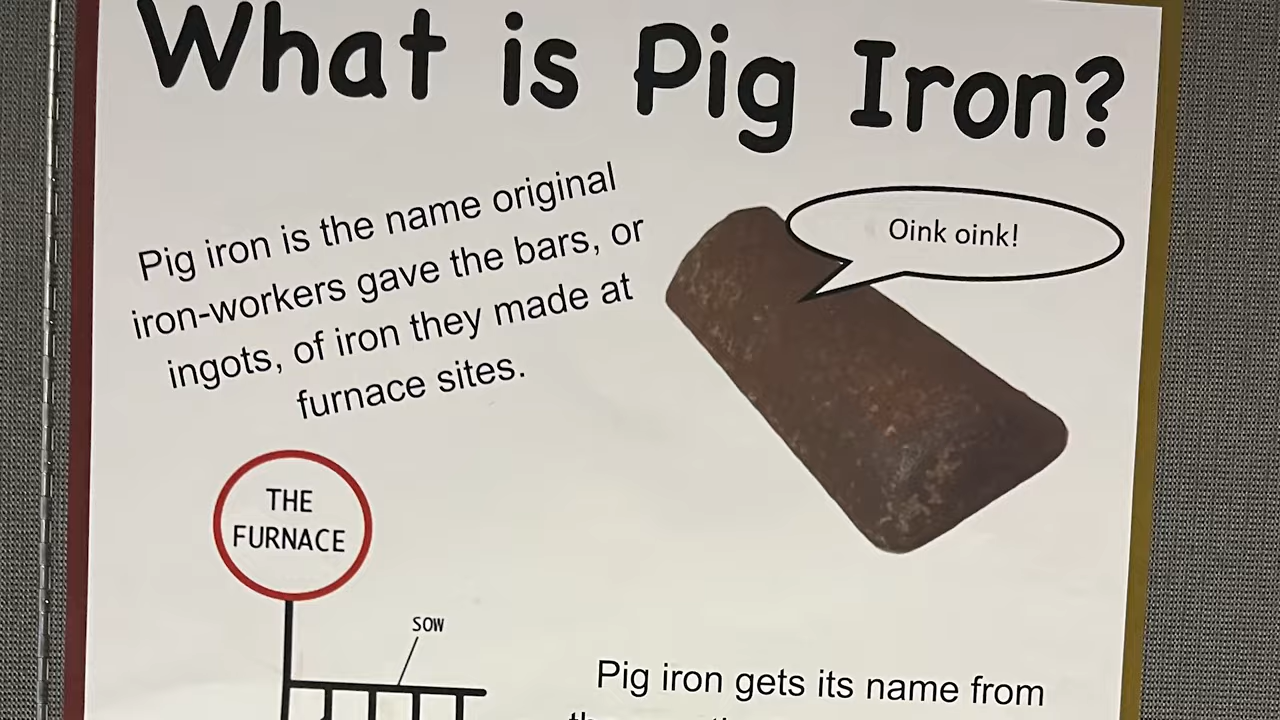 What is Pig Iron?
Pig iron is the name original
iron-workers gave the bars, or
ingots, of iron they made at
furnace sites.
Oink oink!
THE
FURNACE
SOW
Pig iron gets its name from